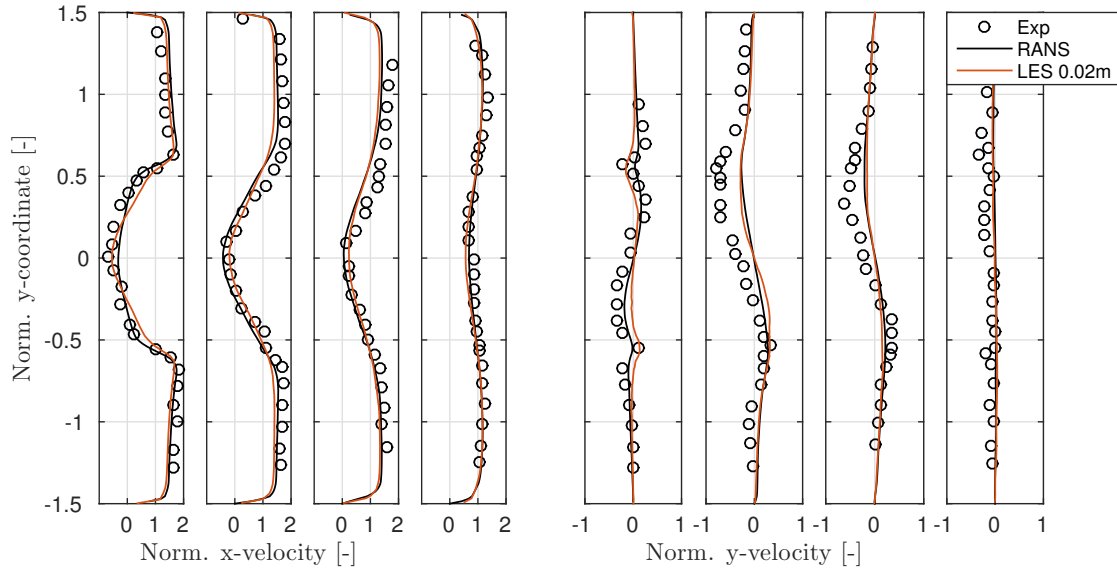 Exp
RANS
LES 0.02m
1.5
1
0.5
0
-0.5
-1
-1.5
Norm. y-coordinate [-]
0 1 2 0 1 2 0 1 2 0 1 2 -1 0 1 -1 0 1 -1 0 1 -1 0 1
Norm. x-velocity [-] Norm. y-velocity [-]